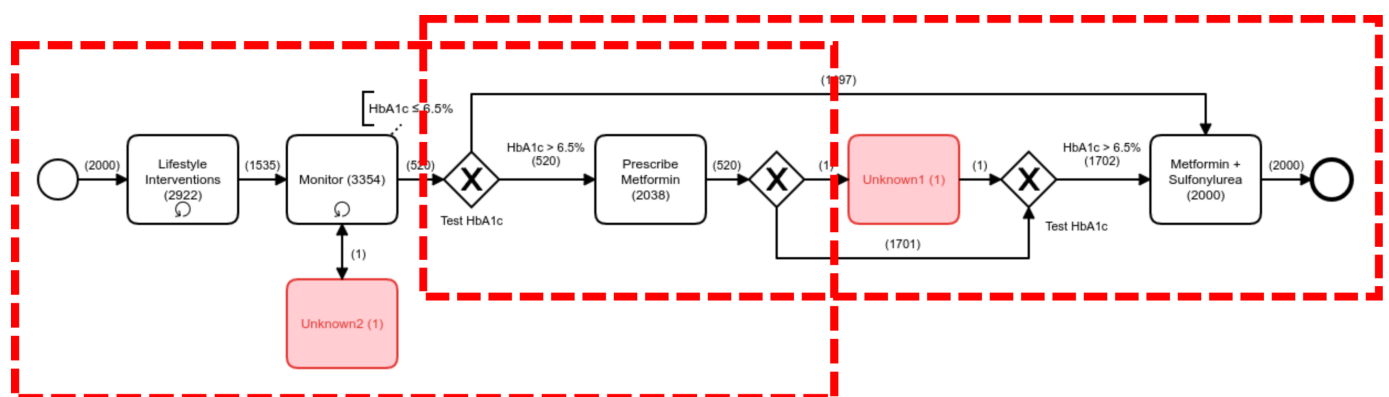 HbA1c ≤ 6.5%
(2000)
Lifestyle
Interventions
(2922)
(1535)
Monitor (3354)
(520)
Test HbA1c
HbA1c > 6.5%
(520)
Prescribe
Metformin
(2038)
(520)
(1)
Unknown1 (1)
(1)
(1701)
Test HbA1c
HbA1c > 6.5%
(1702)
Metformin +
Sulfonylurea
(2000)
(2000)
(1)
Unknown2 (1)
X
X
X